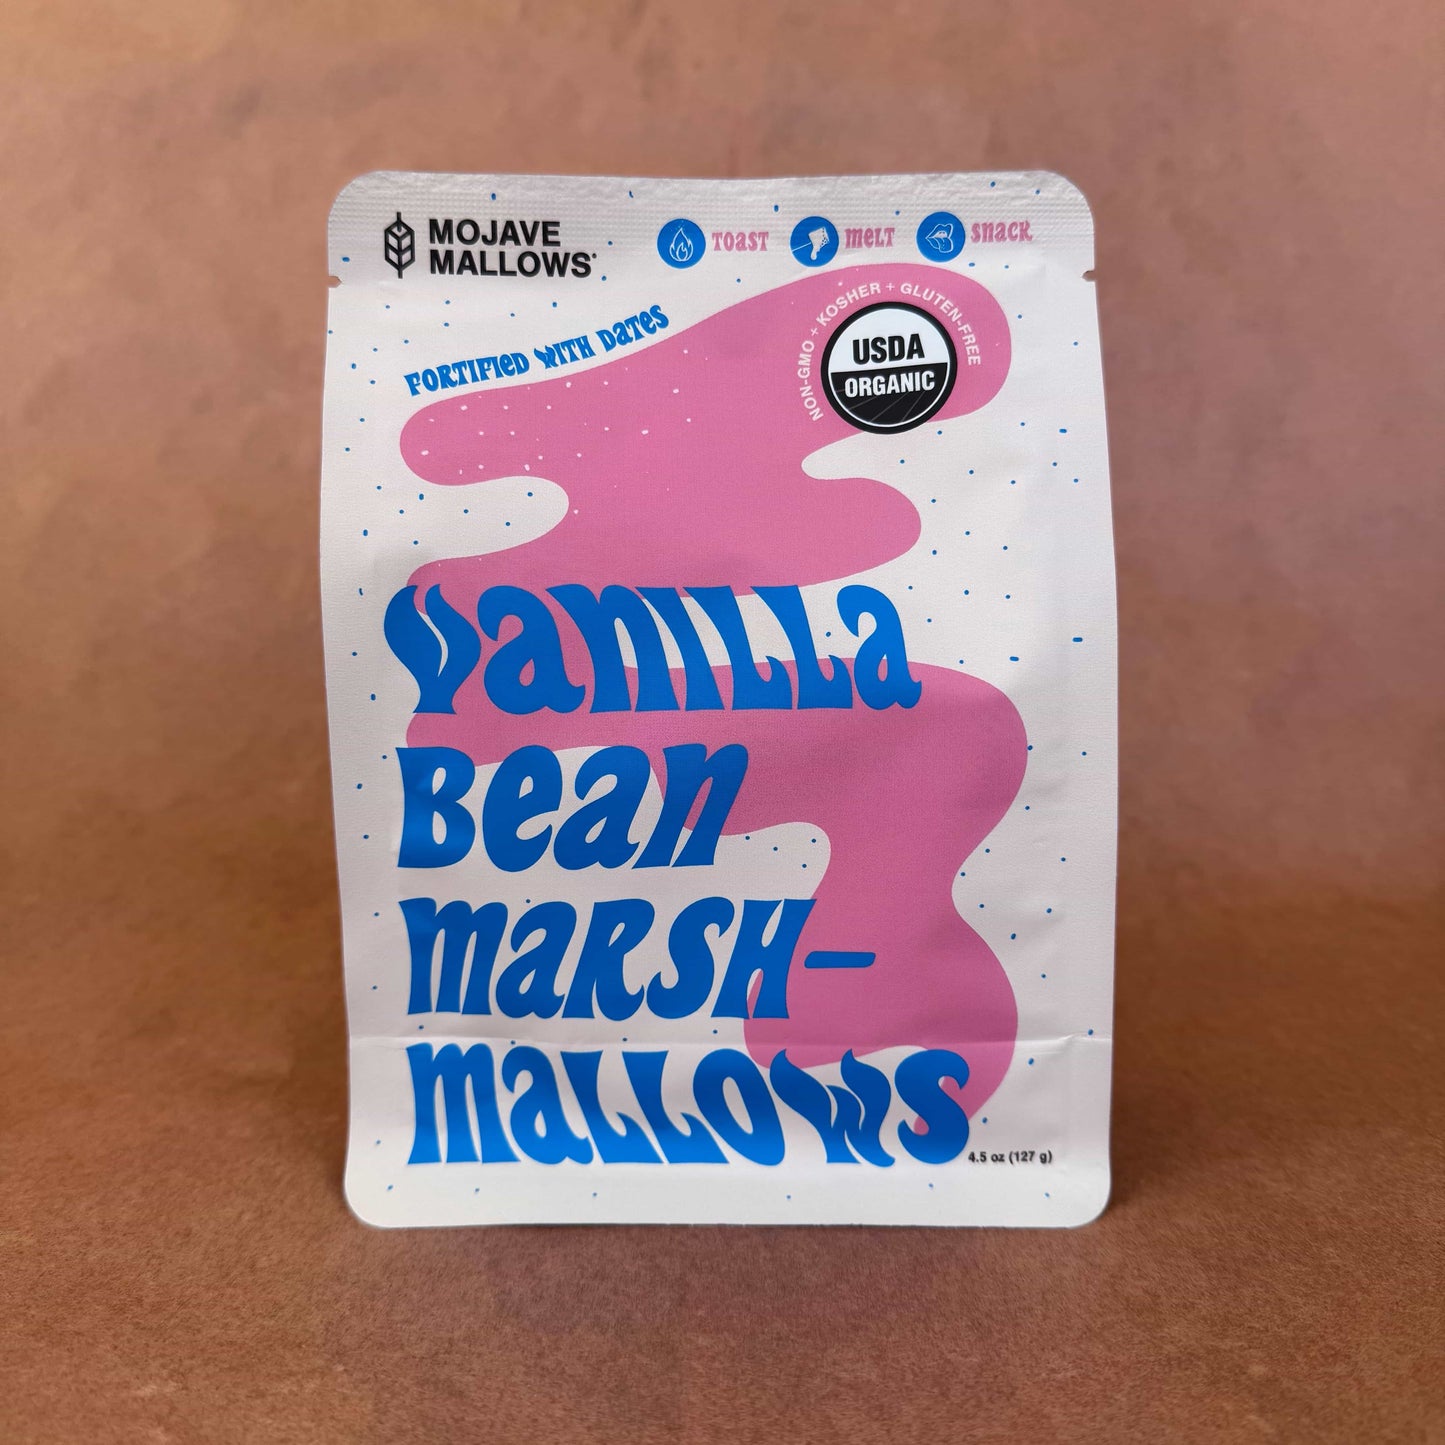 MOJAVE
MALLOWS
TOAST
MELT
SNACK
FORTIFIED WITH DATES
NON-GMO + KOSHER + GLUTEN-FREE
USDA
ORGANIC
VANILLA
BEAN
MARSH-
MALLOWS
4.5 oz (127 g)